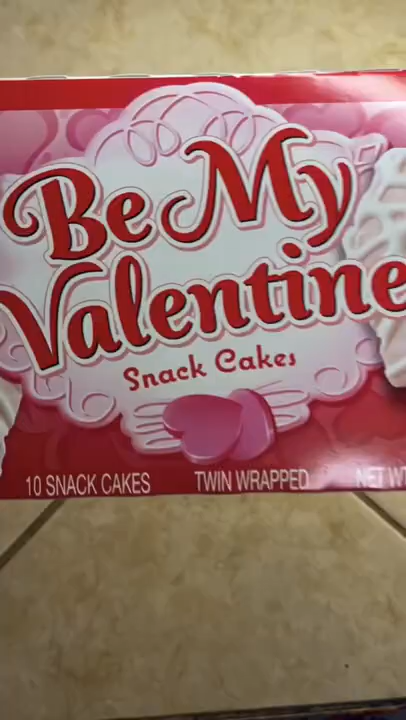 Be My
Valentine
Snack Cakes
10 SNACK CAKES TWIN WRAPPED NET WT